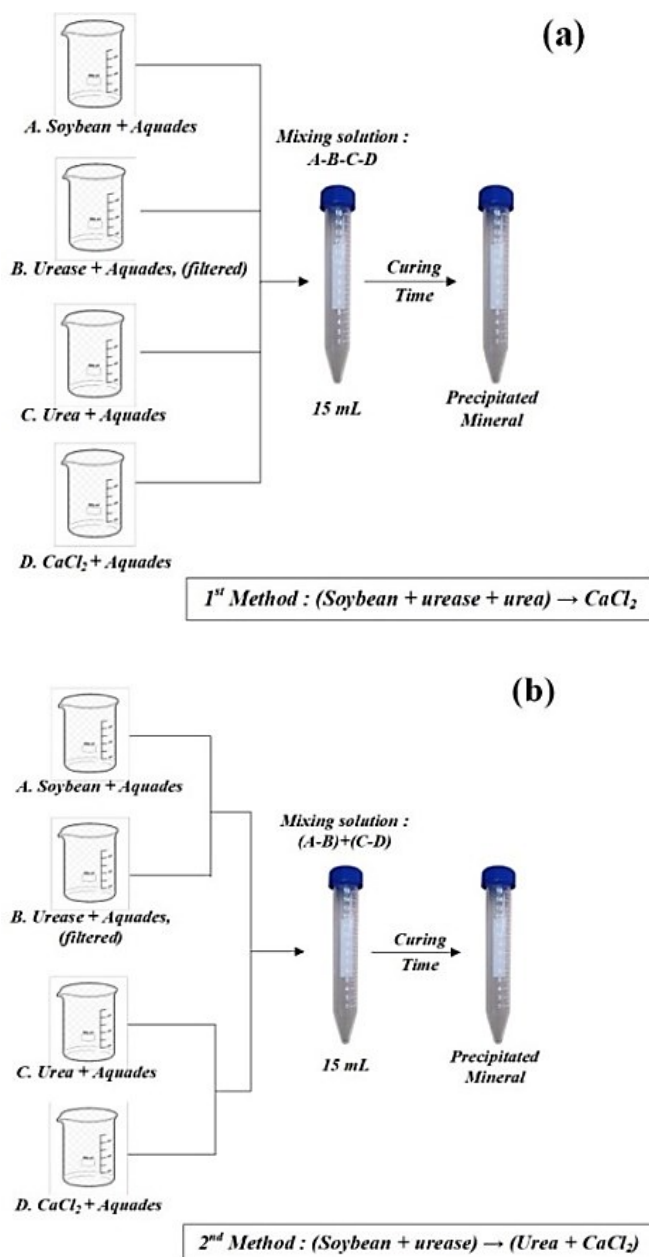 (a)
A. Soybean + Aquades
Mixing solution :
A-B-C-D
B. Urease + Aquades, (filtered)
Curing
Time
C. Urea + Aquades
15 mL
Precipitated
Mineral
D. CaCl₂ + Aquades
1ˢᵗ Method : (Soybean + urease + urea) → CaCl₂
(b)
A. Soybean + Aquades
Mixing solution :
(A-B)+(C-D)
B. Urease + Aquades,
(filtered)
Curing
Time
C. Urea + Aquades
15 mL
Precipitated
Mineral
D. CaCl₂ + Aquades
2ⁿᵈ Method : (Soybean + urease) → (Urea + CaCl₂)